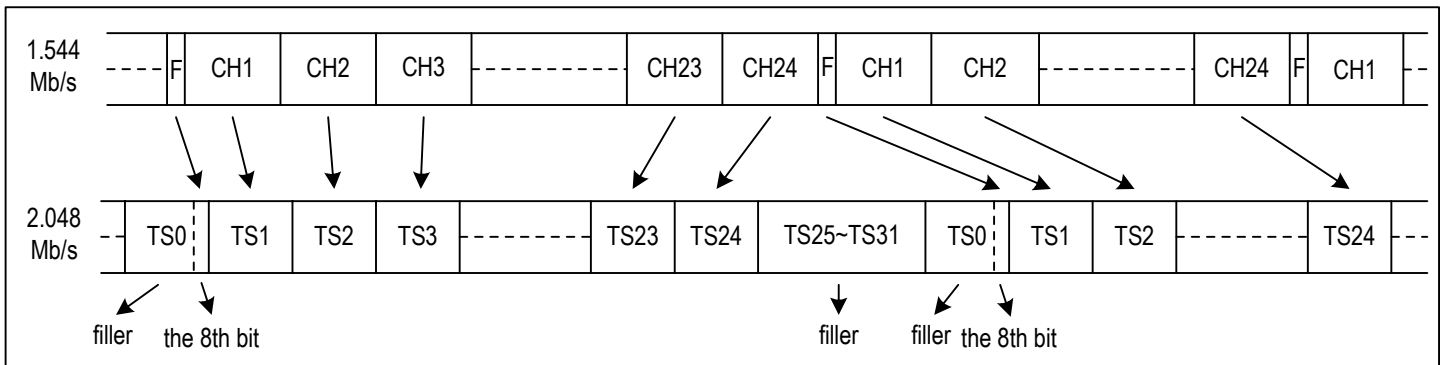 1.544 Mb/s F CH1 CH2 CH3 CH23 CH24 F CH1 CH2 CH24 F CH1
2.048 Mb/s TS0 TS1 TS2 TS3 TS23 TS24 TS25~TS31 TS0 TS1 TS2 TS24
filler the 8th bit filler filler the 8th bit